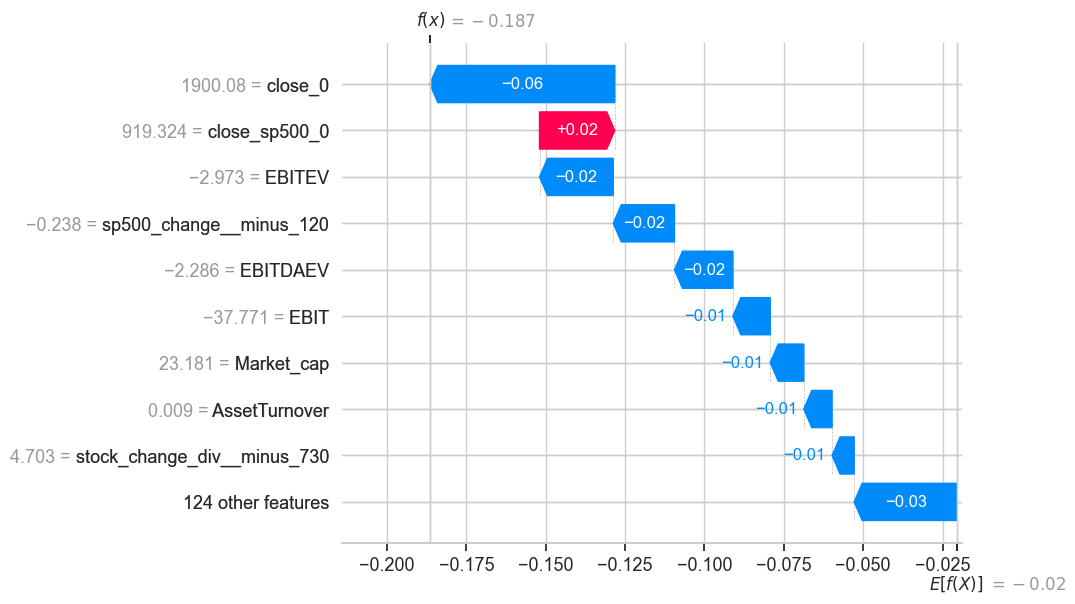 f(x) = −0.187
1900.08 = close_0
−0.06
919.324 = close_sp500_0
+0.02
−2.973 = EBITEV
−0.02
−0.238 = sp500_change__minus_120
−0.02
−2.286 = EBITDAEV
−0.02
−37.771 = EBIT
−0.01
23.181 = Market_cap
−0.01
0.009 = AssetTurnover
−0.01
4.703 = stock_change_div__minus_730
−0.01
124 other features
−0.03
−0.200 −0.175 −0.150 −0.125 −0.100 −0.075 −0.050 −0.025
E[f(X)] = −0.02